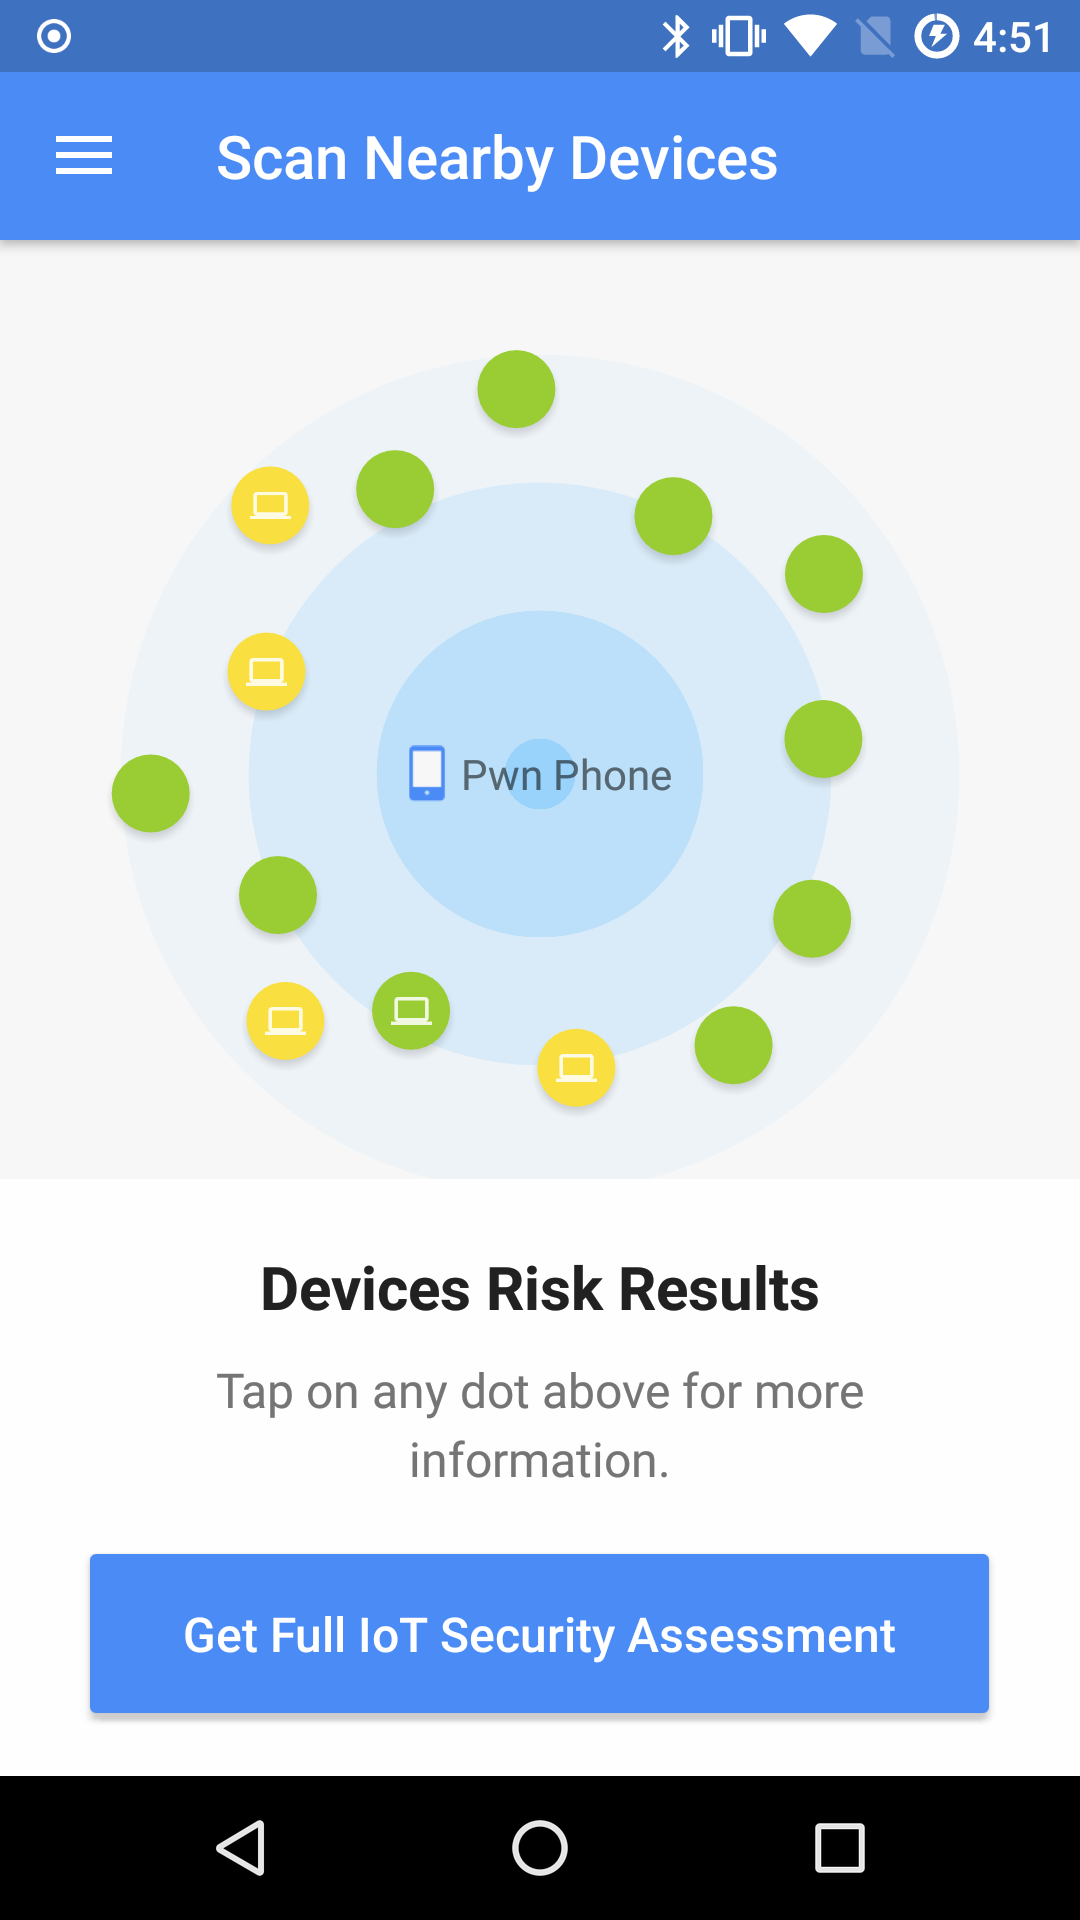 4:51
Scan Nearby Devices
Pwn Phone
Devices Risk Results
Tap on any dot above for more
information.
Get Full IoT Security Assessment